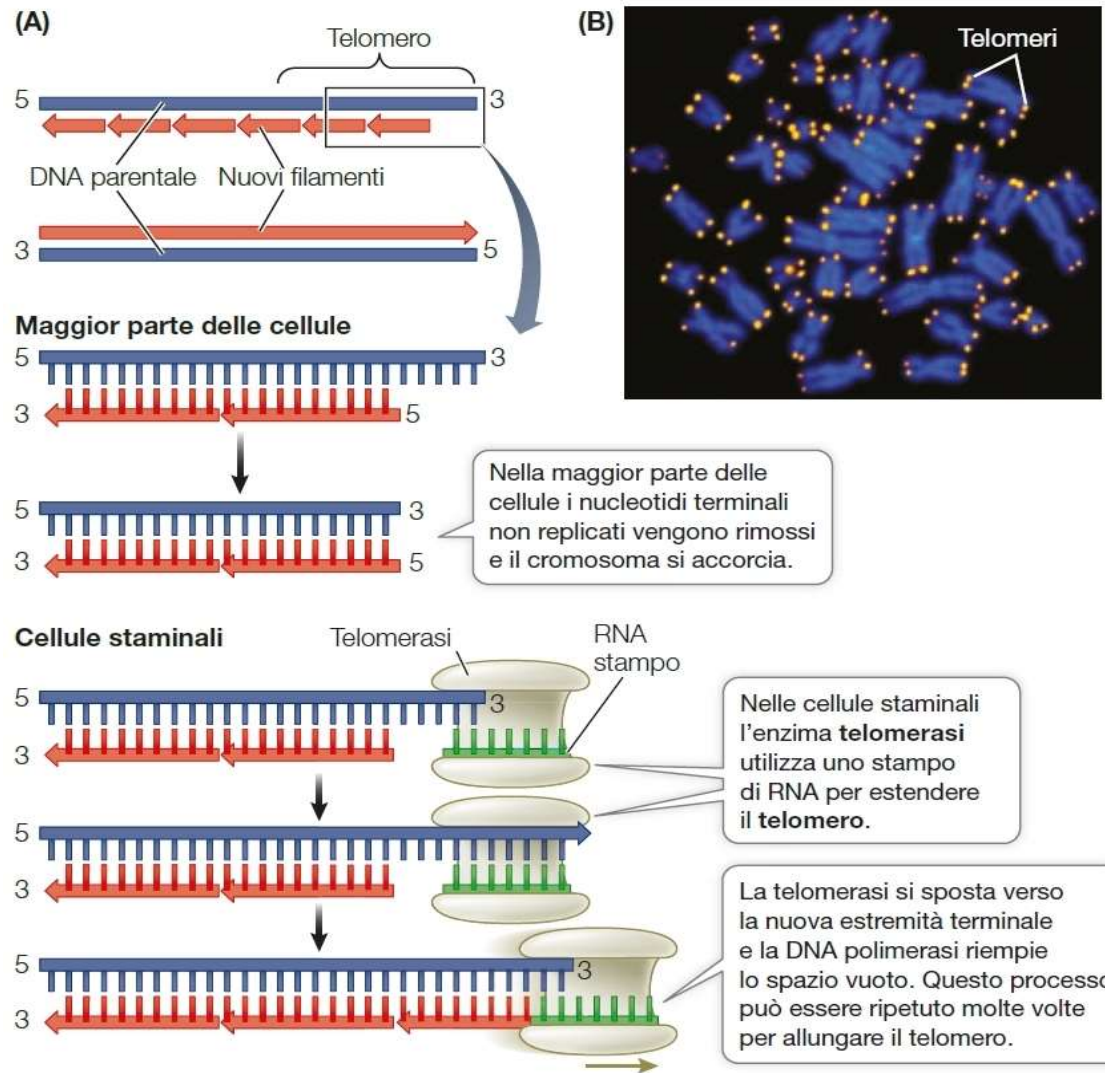 (A)
Telomero
5
3
DNA parentale
Nuovi filamenti
3
5
(B)
Telomeri
Maggior parte delle cellule
5
3
3
5
5
3
3
5
Nella maggior parte delle
cellule i nucleotidi terminali
non replicati vengono rimossi
e il cromosoma si accorcia.
Cellule staminali
Telomerasi
RNA
stampo
5
3
3
Nelle cellule staminali
l'enzima telomerasi
utilizza uno stampo
di RNA per estendere
il telomero.
5
3
La telomerasi si sposta verso
la nuova estremità terminale
e la DNA polimerasi riempie
lo spazio vuoto. Questo processo
può essere ripetuto molte volte
per allungare il telomero.
5
3
3